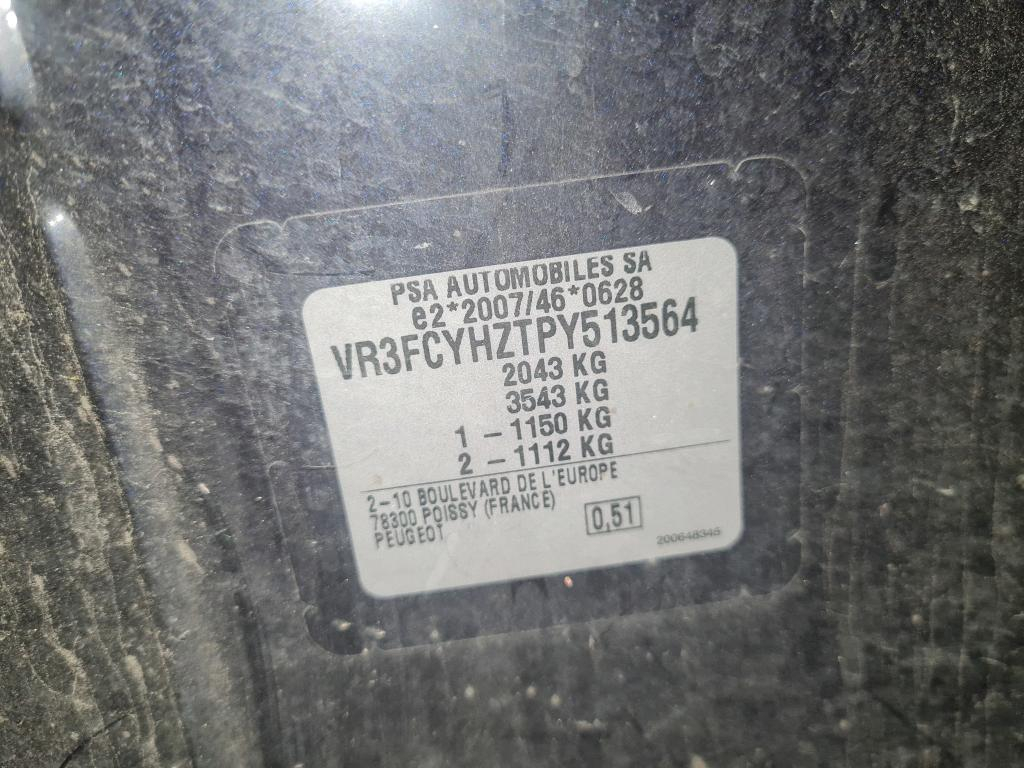 PSA AUTOMOBILES SA
e2*2007/46*0628
VR3FCYHZTPY513564
2043 KG
3543 KG
1 -1150 KG
2 -1112 KG
2-10 BOULEVARD DE L'EUROPE
78300 POISSY (FRANCE)
PEUGEOT
0,51
200648345